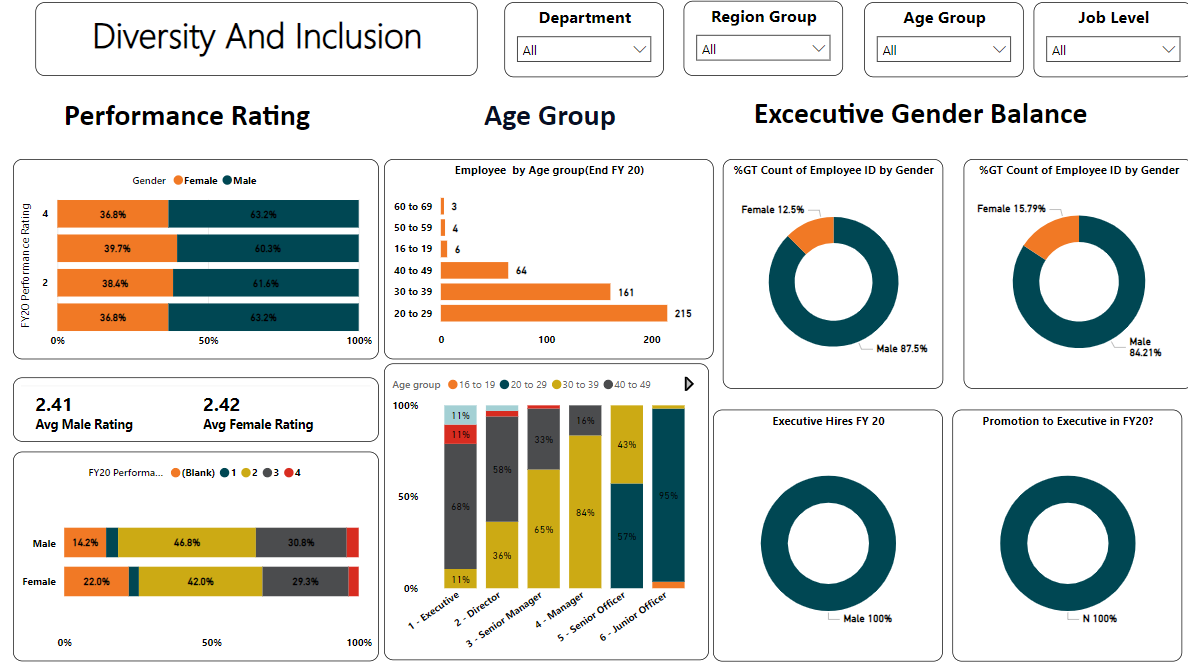 Diversity And Inclusion
Department
All
Region Group
All
Age Group
All
Job Level
All
Performance Rating
Age Group
Excecutive Gender Balance
Gender Female Male
FY20 Performance Rating
4
36.8% 63.2%
39.7% 60.3%
2
38.4% 61.6%
36.8% 63.2%
0% 50% 100%
2.41
Avg Male Rating
2.42
Avg Female Rating
FY20 Performa... (Blank) 1 2 3 4
Male 14.2% 46.8% 30.8%
Female 22.0% 42.0% 29.3%
0% 50% 100%
Employee by Age group(End FY 20)
60 to 69 3
50 to 59 4
16 to 19 6
40 to 49 64
30 to 39 161
20 to 29 215
0 100 200
Age group 16 to 19 20 to 29 30 to 39 40 to 49
100%
50%
0%
11%
11%
68%
11%
58%
36%
33%
65%
16%
84%
43%
57%
95%
1 - Executive
2 - Director
3 - Senior Manager
4 - Manager
5 - Senior Officer
6 - Junior Officer
%GT Count of Employee ID by Gender
Female 12.5%
Male 87.5%
%GT Count of Employee ID by Gender
Female 15.79%
Male
84.21%
Executive Hires FY 20
Male 100%
Promotion to Executive in FY20?
N 100%